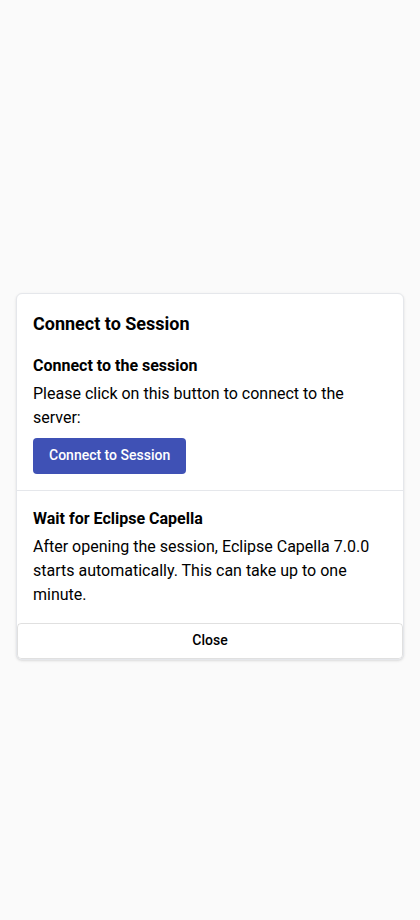 Connect to Session
Connect to the session
Please click on this button to connect to the
server:
Connect to Session
Wait for Eclipse Capella
After opening the session, Eclipse Capella 7.0.0
starts automatically. This can take up to one
minute.
Close